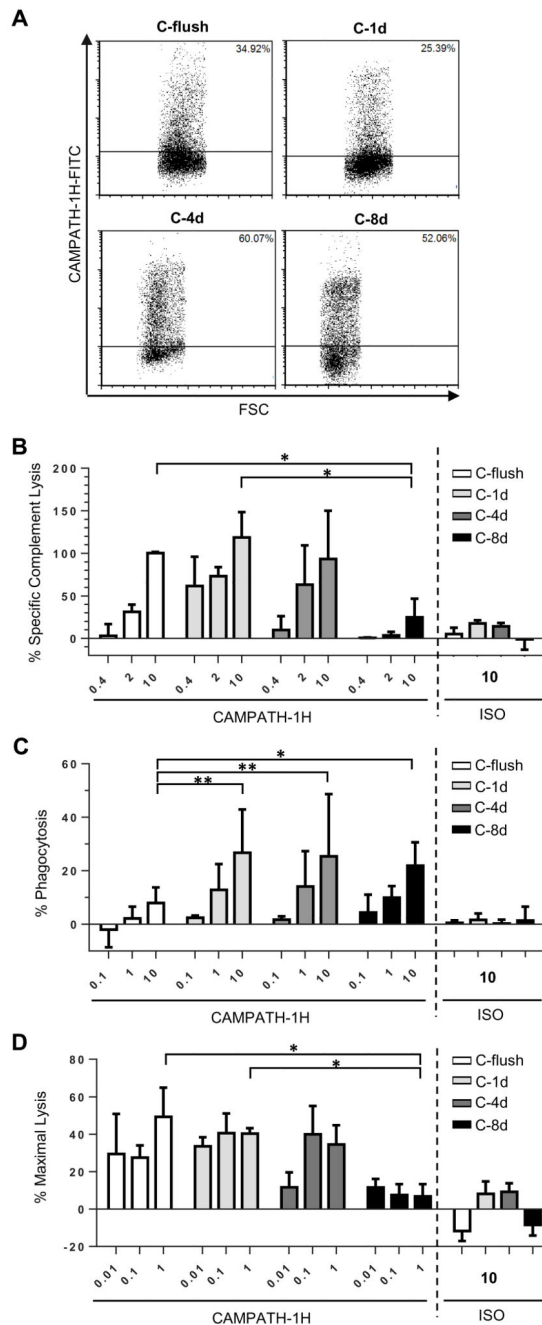 A
C-flush
C-1d
34.92%
25.39%
C-4d
C-8d
60.07%
52.06%
CAMPATH-1H-FITC
FSC
B
% Specific Complement Lysis
200
150
100
50
0
* 
*
C-flush
C-1d
C-4d
C-8d
0.4 2 10 0.4 2 10 0.4 2 10 0.4 2 10
10
CAMPATH-1H
ISO
C
% Phagocytosis
60
40
20
0
*
**
**
C-flush
C-1d
C-4d
C-8d
0.1 1 10 0.1 1 10 0.1 1 10 0.1 1 10
10
CAMPATH-1H
ISO
D
% Maximal Lysis
80
60
40
20
0
-20
*
*
C-flush
C-1d
C-4d
C-8d
0.01 0.1 1 0.01 0.1 1 0.01 0.1 1 0.01 0.1 1
10
CAMPATH-1H
ISO